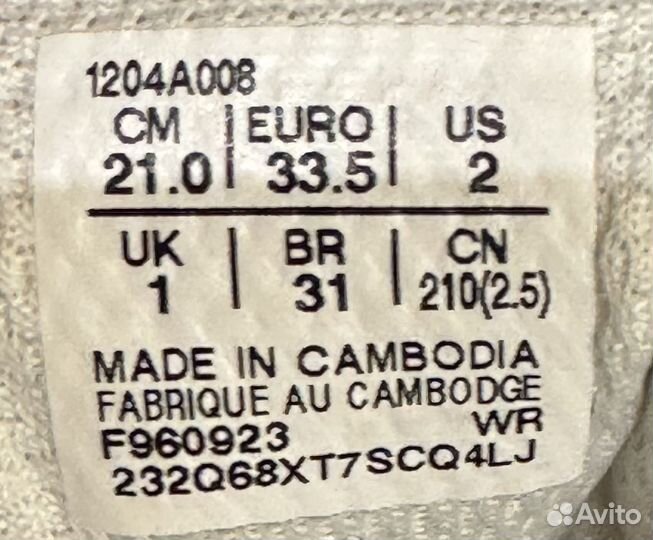 1204A008
CM | EURO | US
21.0 | 33.5 | 2
UK | BR | CN
1 | 31 | 210(2.5)
MADE IN CAMBODIA
FABRIQUE AU CAMBODGE
F960923 WR
232Q68XT7SCQ4LJ
Avito